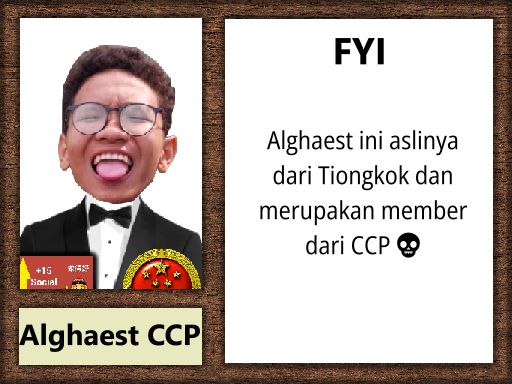 FYI
Alghaest ini aslinya
dari Tiongkok dan
merupakan member
dari CCP 💀
+15
Social
Alghaest CCP